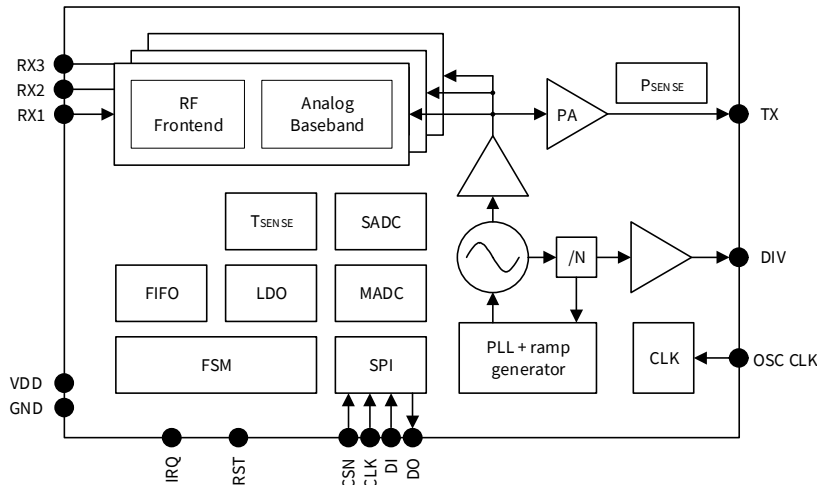 RX3
RX2
RX1
RF
Frontend
Analog
Baseband
PA
PSENSE
TX
TSENSE
SADC
/N
DIV
FIFO
LDO
MADC
PLL + ramp
generator
CLK
OSC CLK
FSM
SPI
VDD
GND
IRQ
RST
CSN
CLK
DI
DO